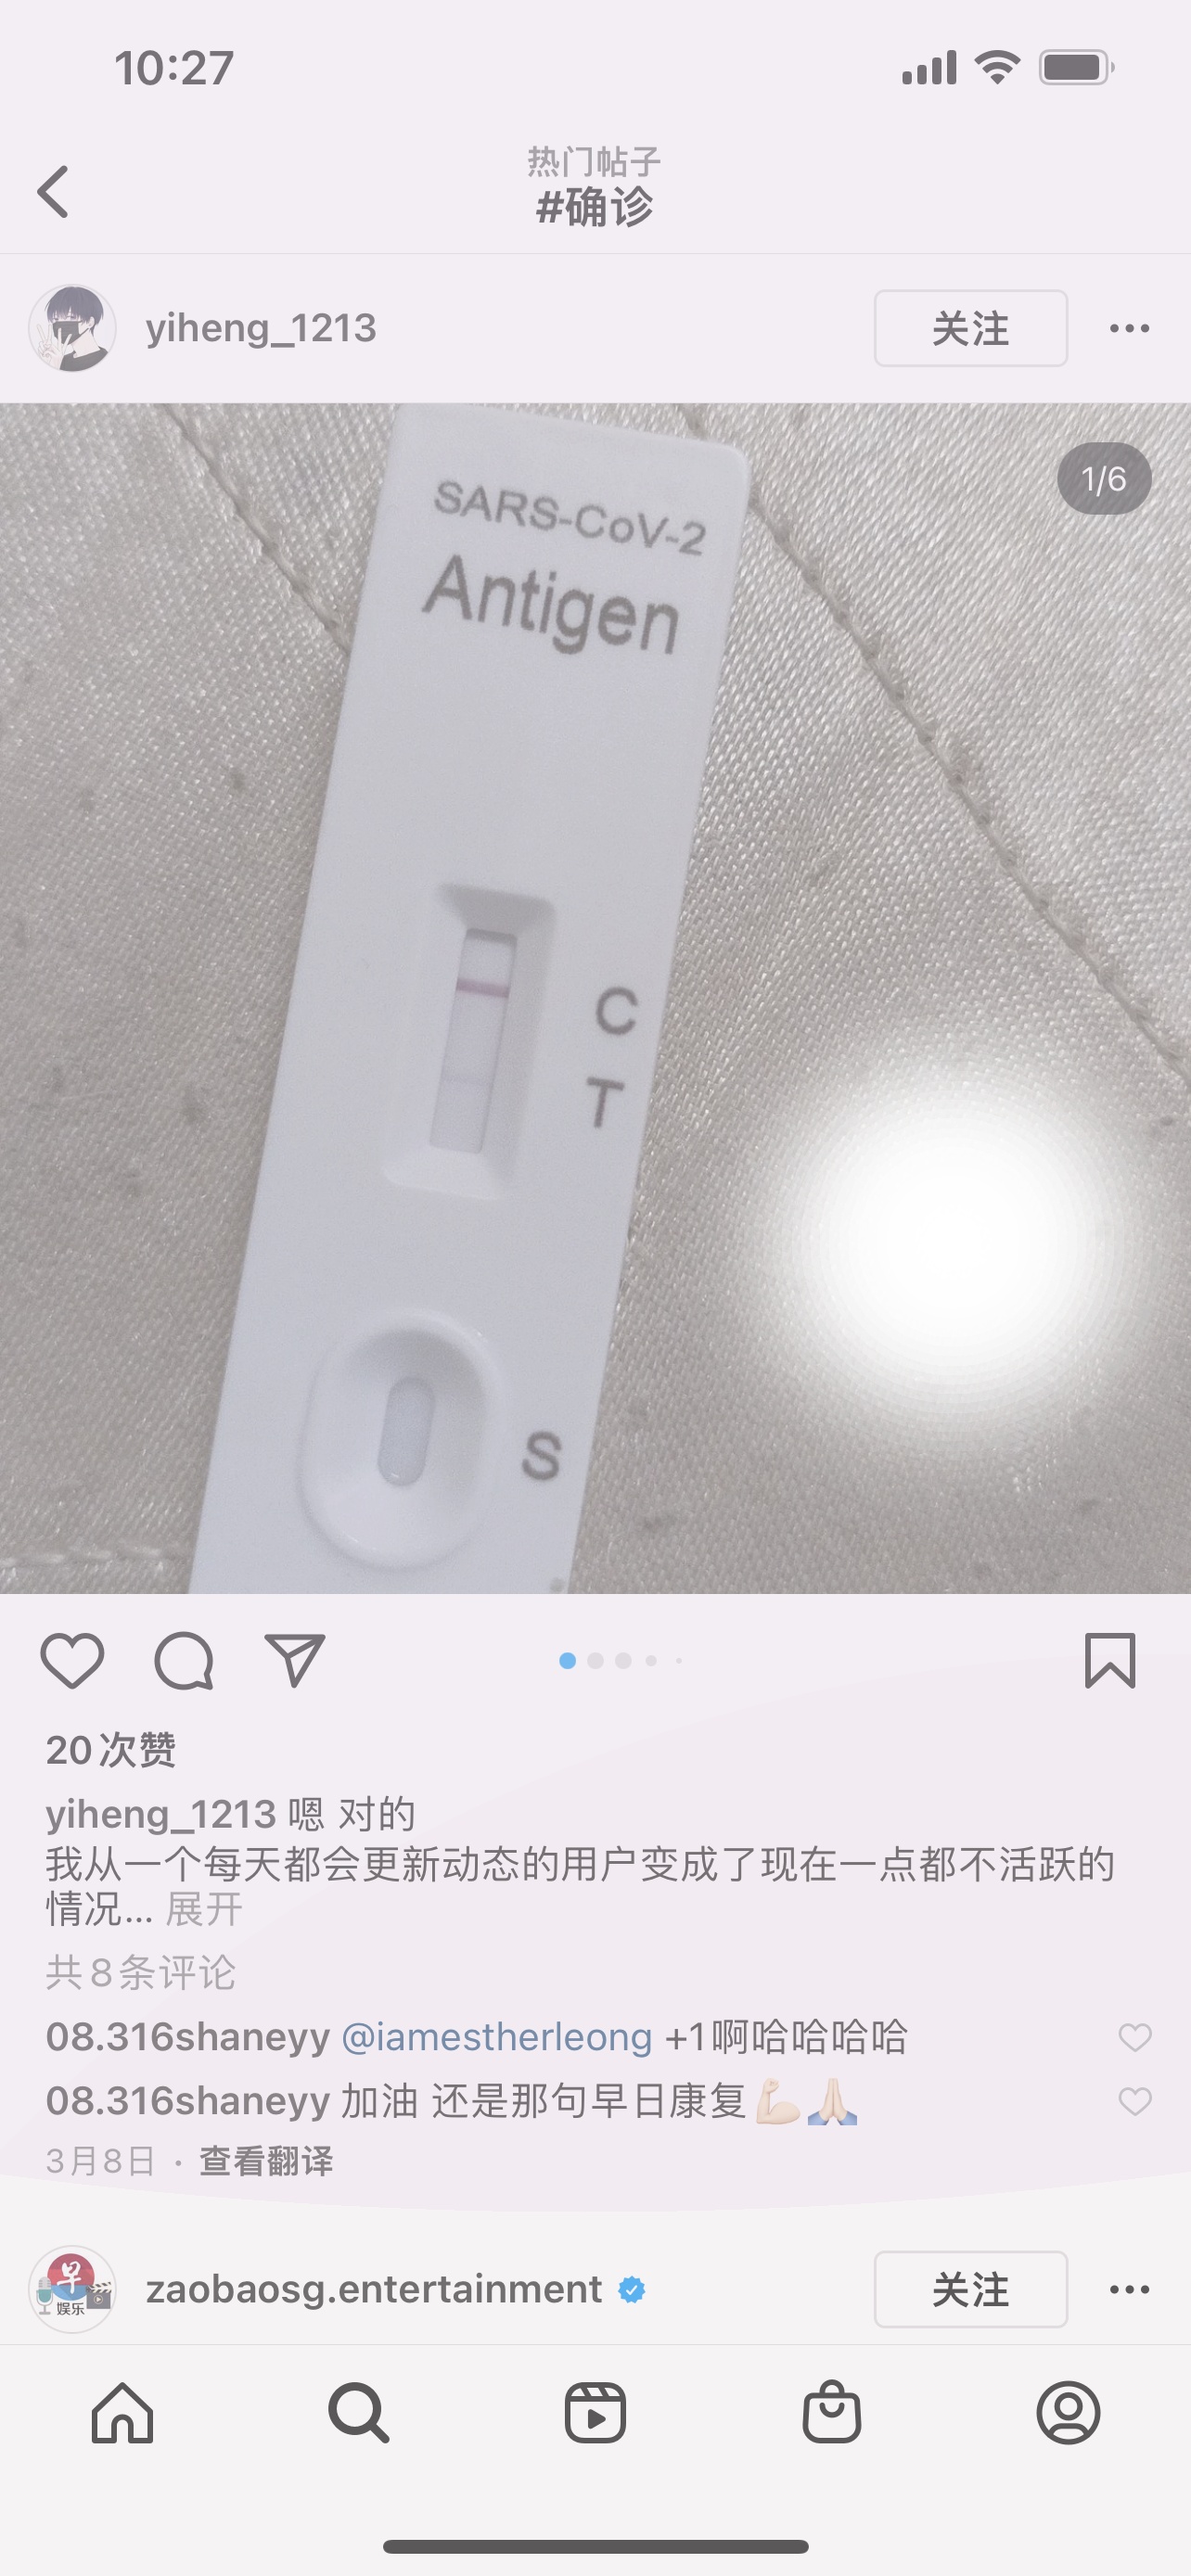 10:27
热门帖子
#确诊
yiheng_1213
关注
1/6
SARS-CoV-2
Antigen
C
T
S
20次赞
yiheng_1213 嗯 对的
我从一个每天都会更新动态的用户变成了现在一点都不活跃的
情况... 展开
共8条评论
08.316shaneyy @iamestherleong +1啊哈哈哈哈
08.316shaneyy 加油 还是那句早日康复💪🏻🙏🏻
3月8日 · 查看翻译
早
娱乐
zaobaosg.entertainment
关注